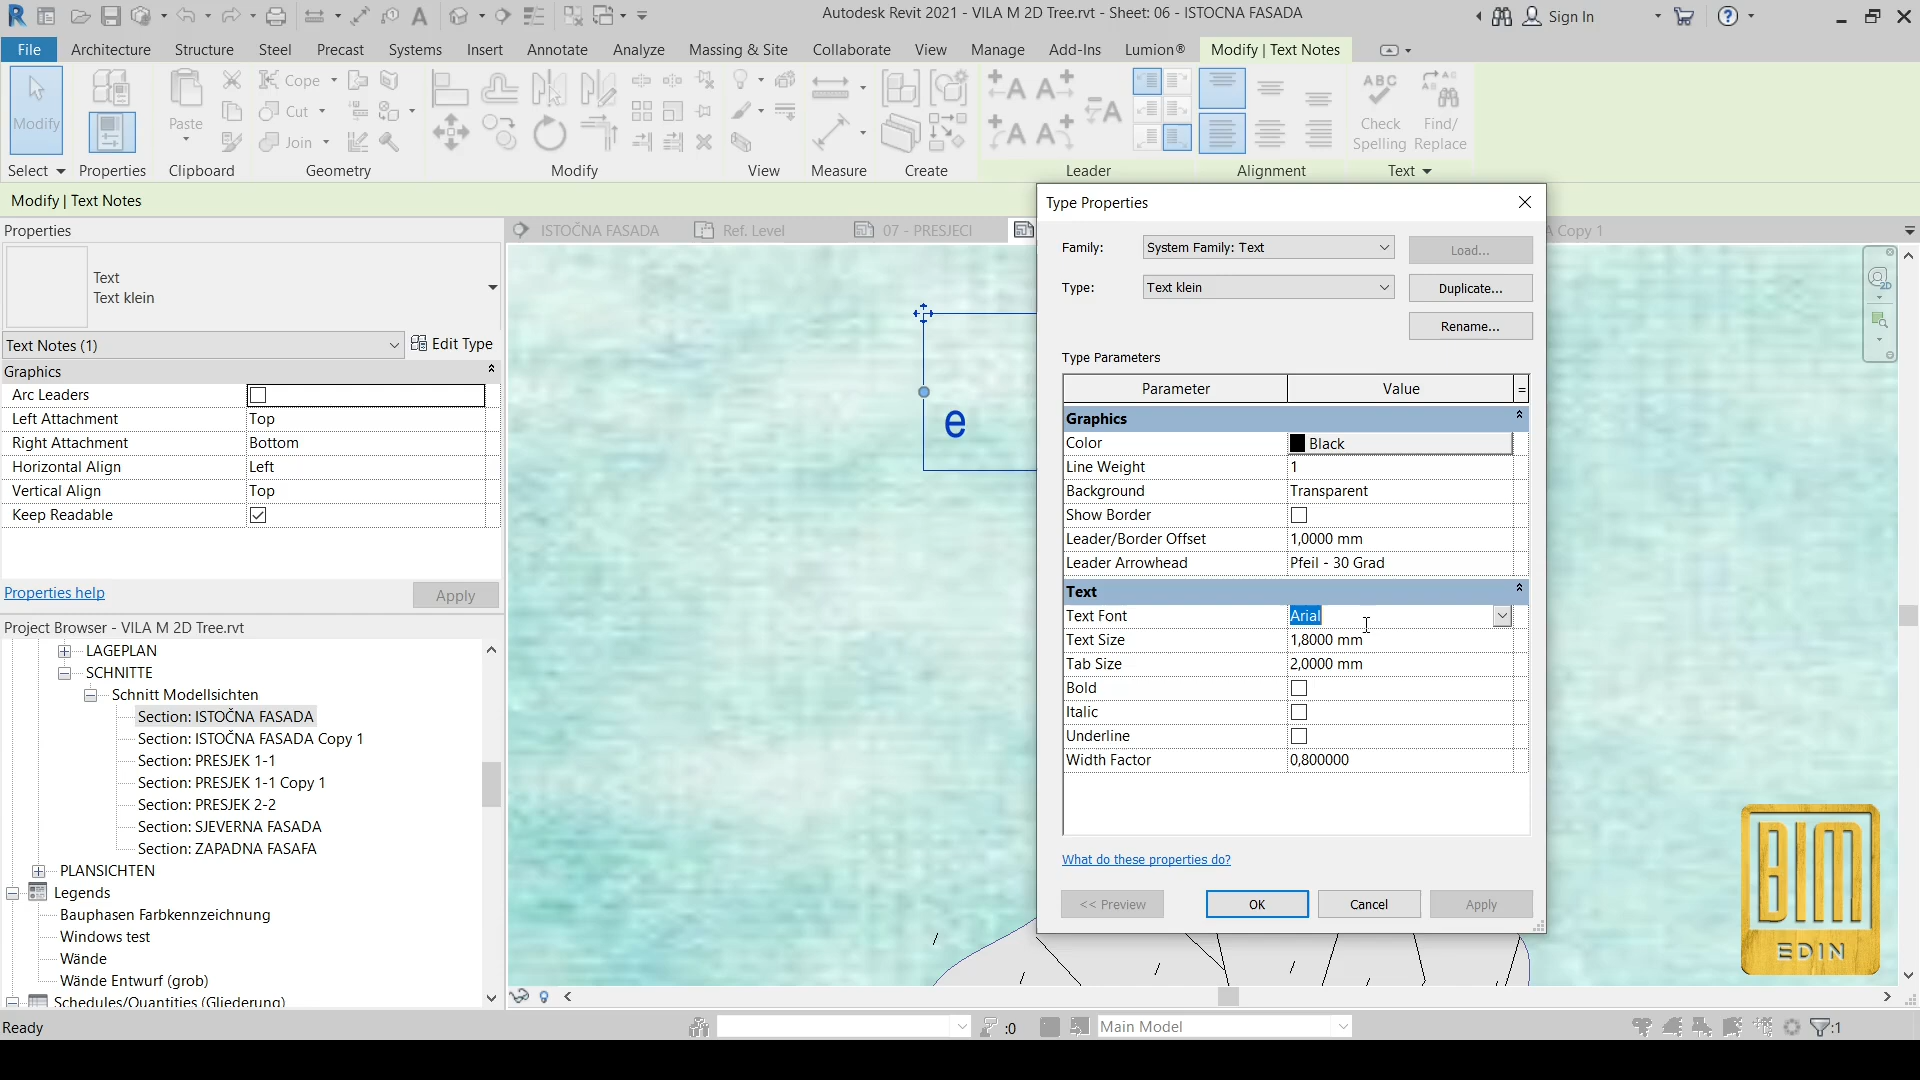 Autodesk Revit 2021 - VILA M 2D Tree.rvt - Sheet: 06 - ISTOCNA FASADA
Sign In
File Architecture Structure Steel Precast Systems Insert Annotate Analyze Massing & Site Collaborate View Manage Add-Ins Lumion® Modify | Text Notes
Modify
Paste
Cope
Cut
Join
Check Spelling
Find/ Replace
Select Properties Clipboard Geometry Modify View Measure Create Leader Alignment Text
Modify | Text Notes
Properties
Text
Text klein
Text Notes (1)
Edit Type
Graphics
Arc Leaders
Left Attachment Top
Right Attachment Bottom
Horizontal Align Left
Vertical Align Top
Keep Readable
Properties help
Apply
Project Browser - VILA M 2D Tree.rvt
LAGEPLAN
SCHNITTE
Schnitt Modellsichten
Section: ISTOČNA FASADA
Section: ISTOČNA FASADA Copy 1
Section: PRESJEK 1-1
Section: PRESJEK 1-1 Copy 1
Section: PRESJEK 2-2
Section: SJEVERNA FASADA
Section: ZAPADNA FASAFA
PLANSICHTEN
Legends
Bauphasen Farbkennzeichnung
Windows test
Wände
Wände Entwurf (grob)
Schedules/Quantities (Gliederung)
ISTOČNA FASADA
Ref. Level
07 - PRESJECI
A Copy 1
2D
e
Type Properties
Family: System Family: Text Load...
Type: Text klein Duplicate...
Rename...
Type Parameters
Parameter Value =
Graphics
Color Black
Line Weight 1
Background Transparent
Show Border
Leader/Border Offset 1,0000 mm
Leader Arrowhead Pfeil - 30 Grad
Text
Text Font Arial
Text Size 1,8000 mm
Tab Size 2,0000 mm
Bold
Italic
Underline
Width Factor 0,800000
What do these properties do?
<< Preview OK Cancel Apply
BIM
EDIN
Ready
:0
Main Model
:1